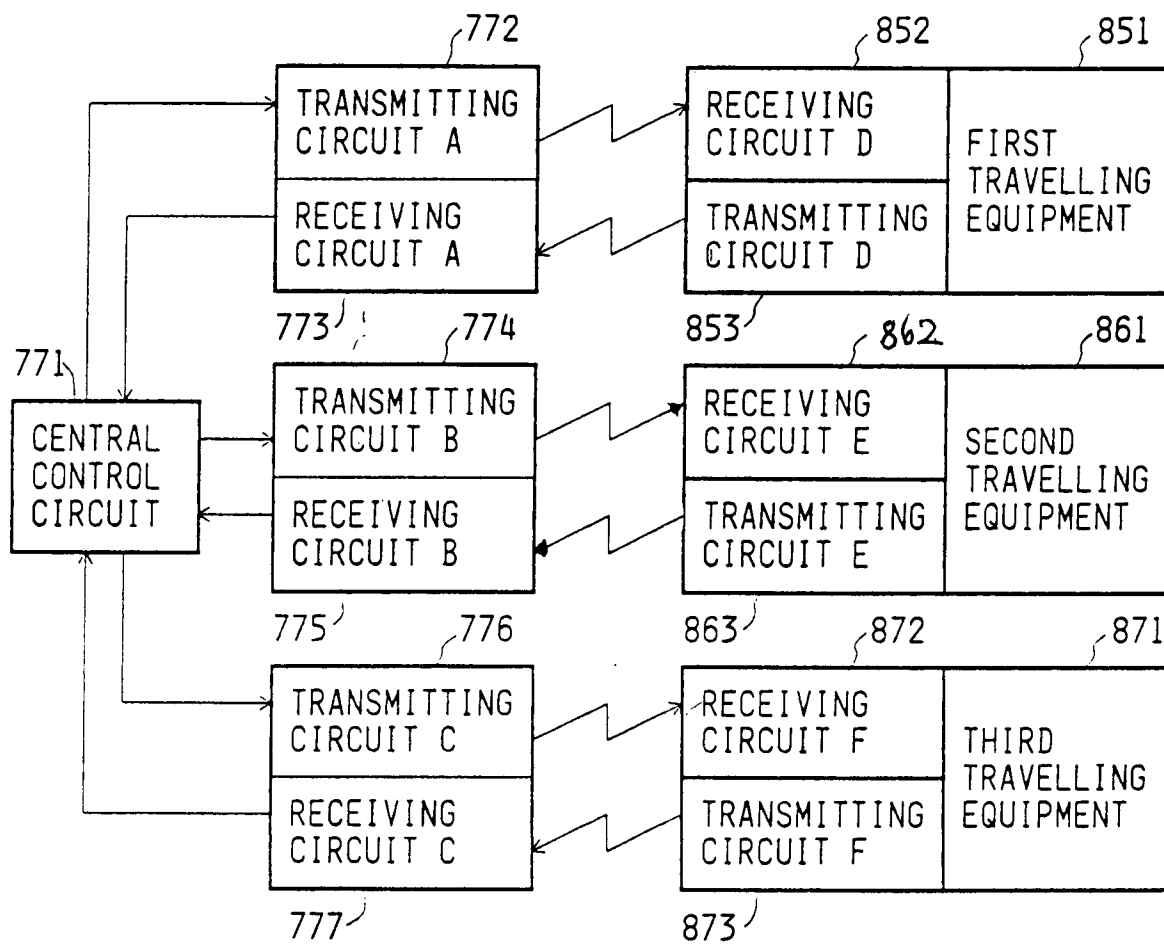 772
852
851
TRANSMITTING
CIRCUIT A
RECEIVING
CIRCUIT D
FIRST
TRAVELLING
EQUIPMENT
RECEIVING
CIRCUIT A
TRANSMITTING
CIRCUIT D
773
774
853
862
861
771
CENTRAL
CONTROL
CIRCUIT
TRANSMITTING
CIRCUIT B
RECEIVING
CIRCUIT E
SECOND
TRAVELLING
EQUIPMENT
RECEIVING
CIRCUIT B
TRANSMITTING
CIRCUIT E
775
776
863
872
871
TRANSMITTING
CIRCUIT C
RECEIVING
CIRCUIT F
THIRD
TRAVELLING
EQUIPMENT
RECEIVING
CIRCUIT C
TRANSMITTING
CIRCUIT F
777
873